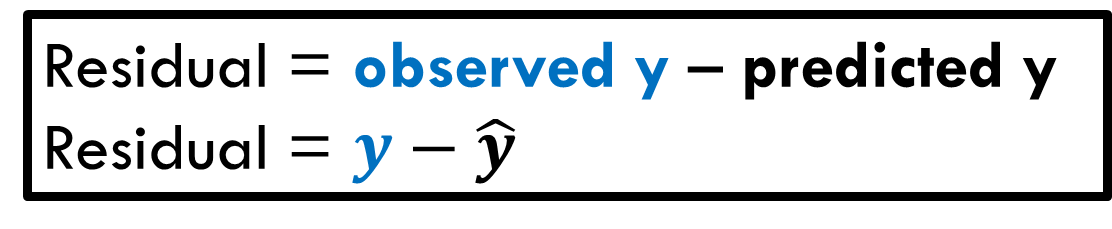 Residual = observed y – predicted y
Residual = y – ŷ